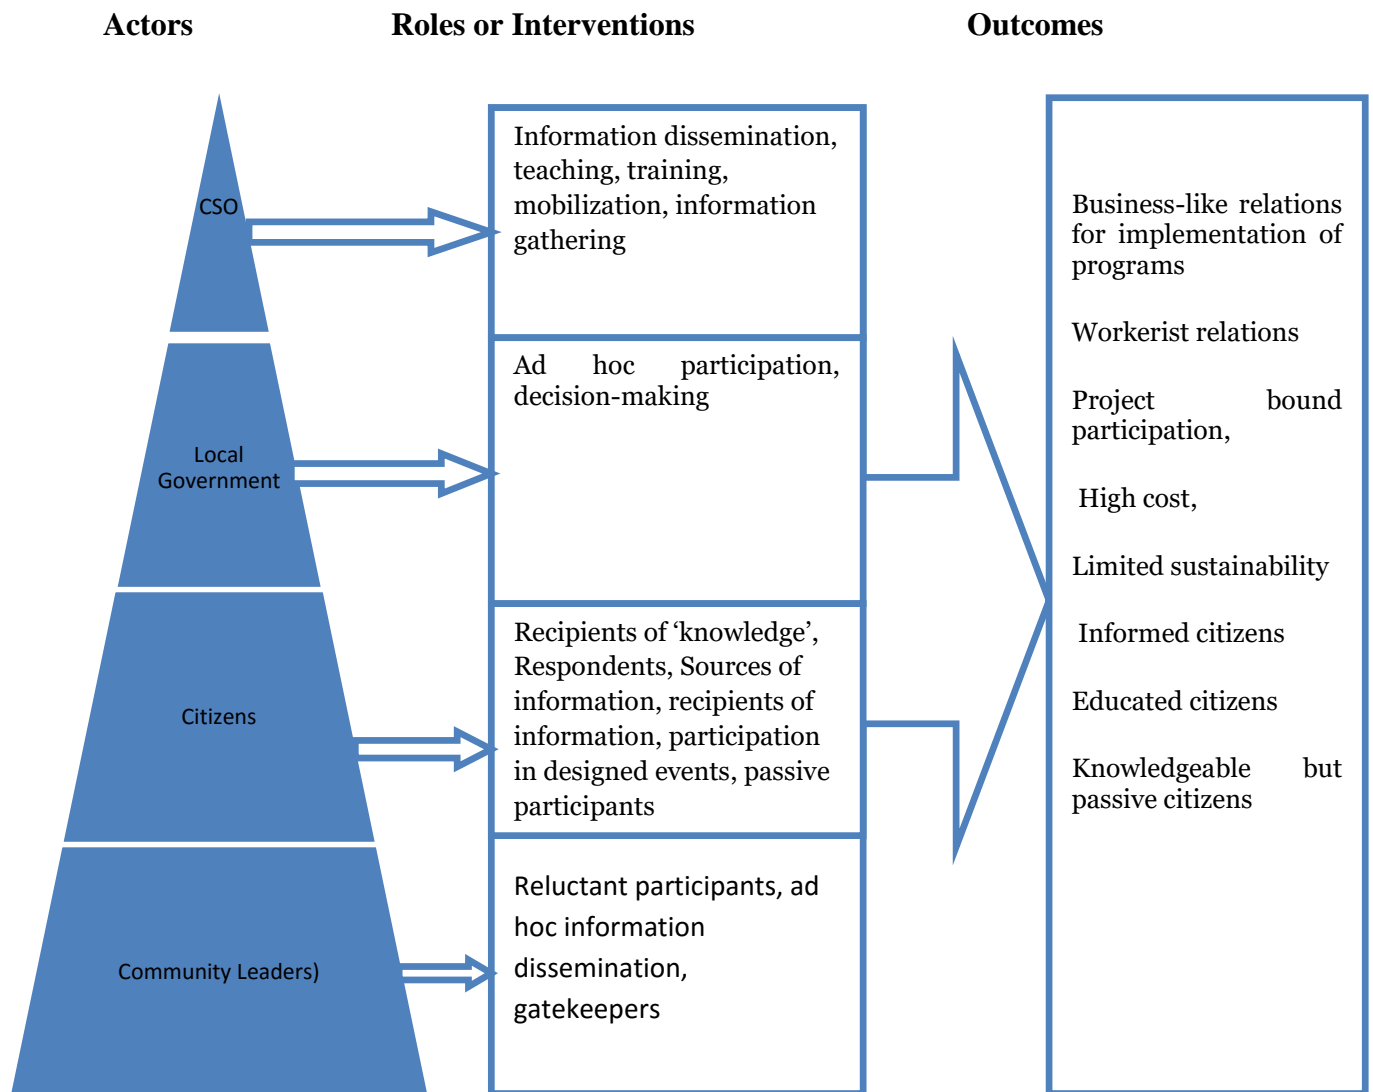 Actors
Roles or Interventions
Outcomes
CSO
Information dissemination,
teaching, training,
mobilization, information
gathering
Local
Government
Ad hoc participation,
decision-making
Citizens
Recipients of ‘knowledge’,
Respondents, Sources of
information, recipients of
information, participation
in designed events, passive
participants
Community Leaders)
Reluctant participants, ad
hoc information
dissemination,
gatekeepers
Business-like relations
for implementation of
programs
Workerist relations
Project bound
participation,
High cost,
Limited sustainability
Informed citizens
Educated citizens
Knowledgeable but
passive citizens